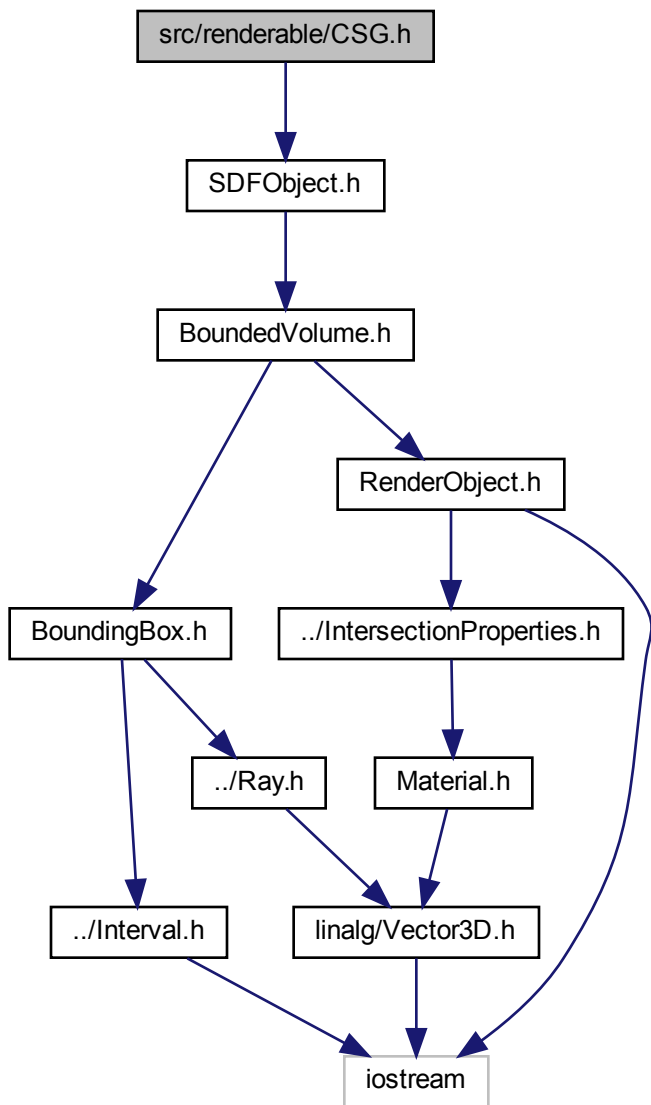 src/renderable/CSG.h
SDFObject.h
BoundedVolume.h
RenderObject.h
BoundingBox.h
../IntersectionProperties.h
../Ray.h
Material.h
../Interval.h
linalg/Vector3D.h
iostream